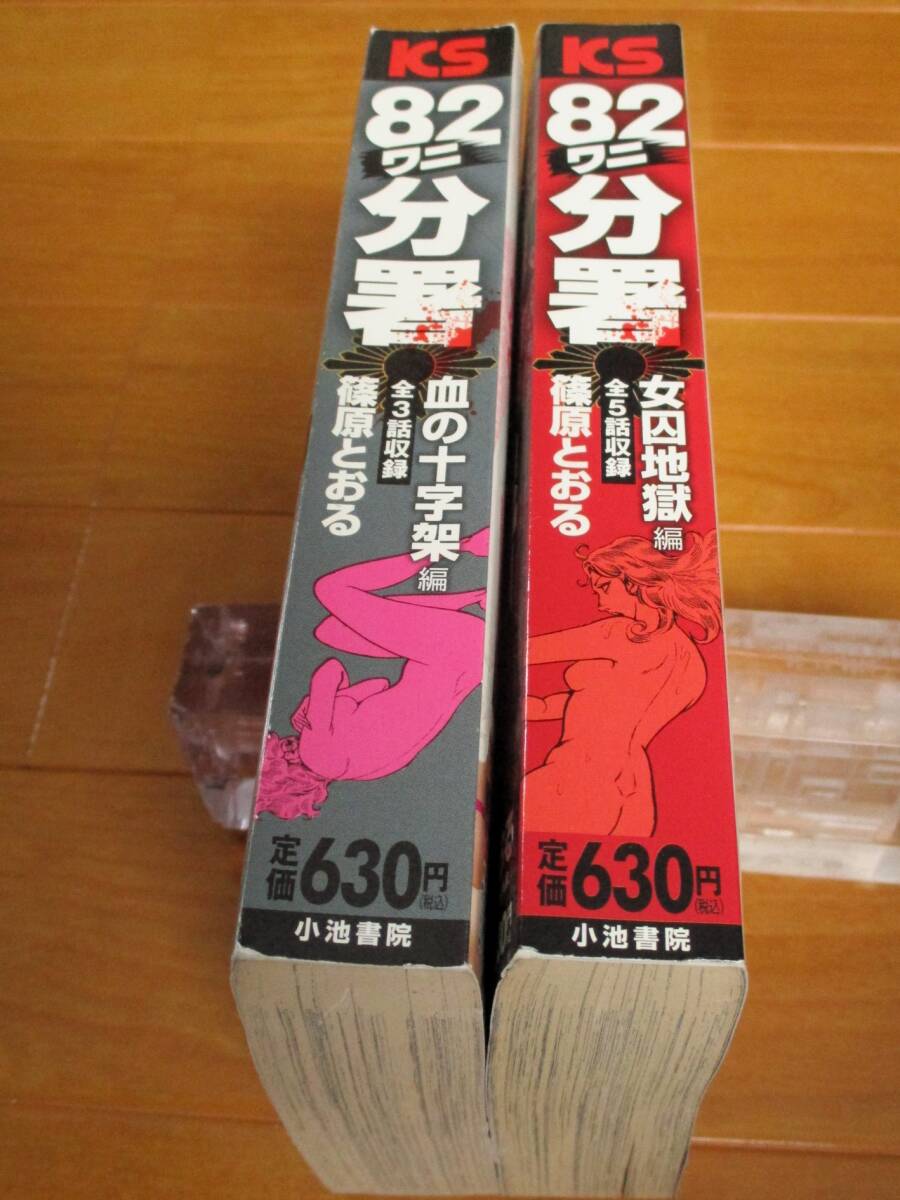 KS
82
ワニ
分署
血の十字架編
全3話収録
篠原とおる
定価630円
(税込)
小池書院
KS
82
ワニ
分署
女囚地獄編
全5話収録
篠原とおる
定価630円
(税込)
小池書院